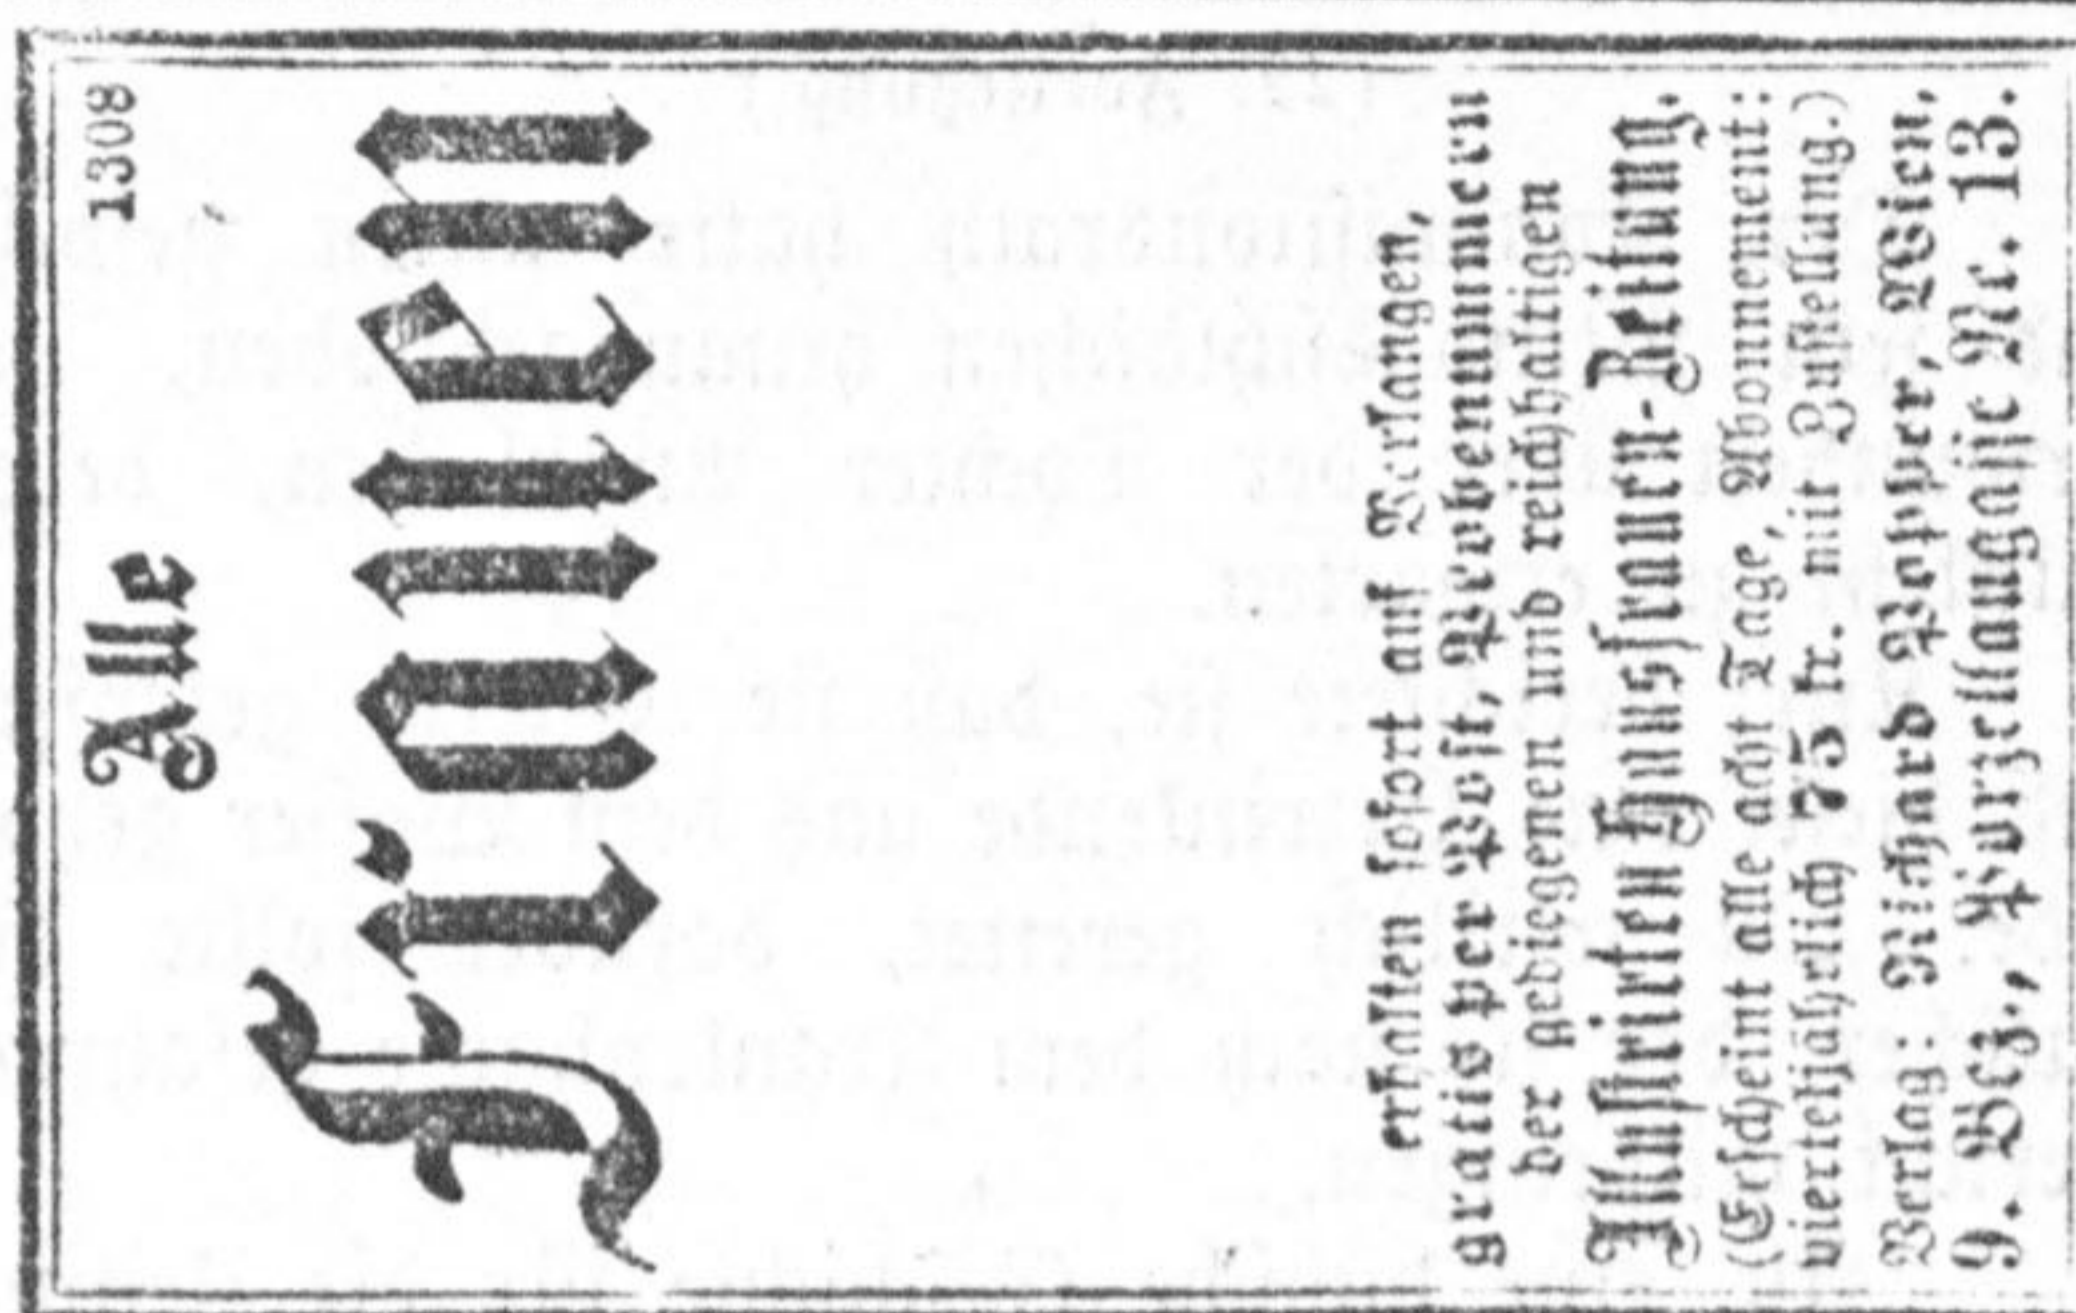 1308
Alle
Frauen
erhalten sofort auf Verlangen,
gratis per Post, Probenummern
der gediegenen und reichhaltigen
Illustrirten Hausfrauen-Zeitung.
(Erscheint alle acht Tage, Abonnement:
vierteljährlich 75 kr. mit Zustellung.)
Verlag: Richard Popper, Wien,
9. Bez., Porzellangasse Nr. 13.